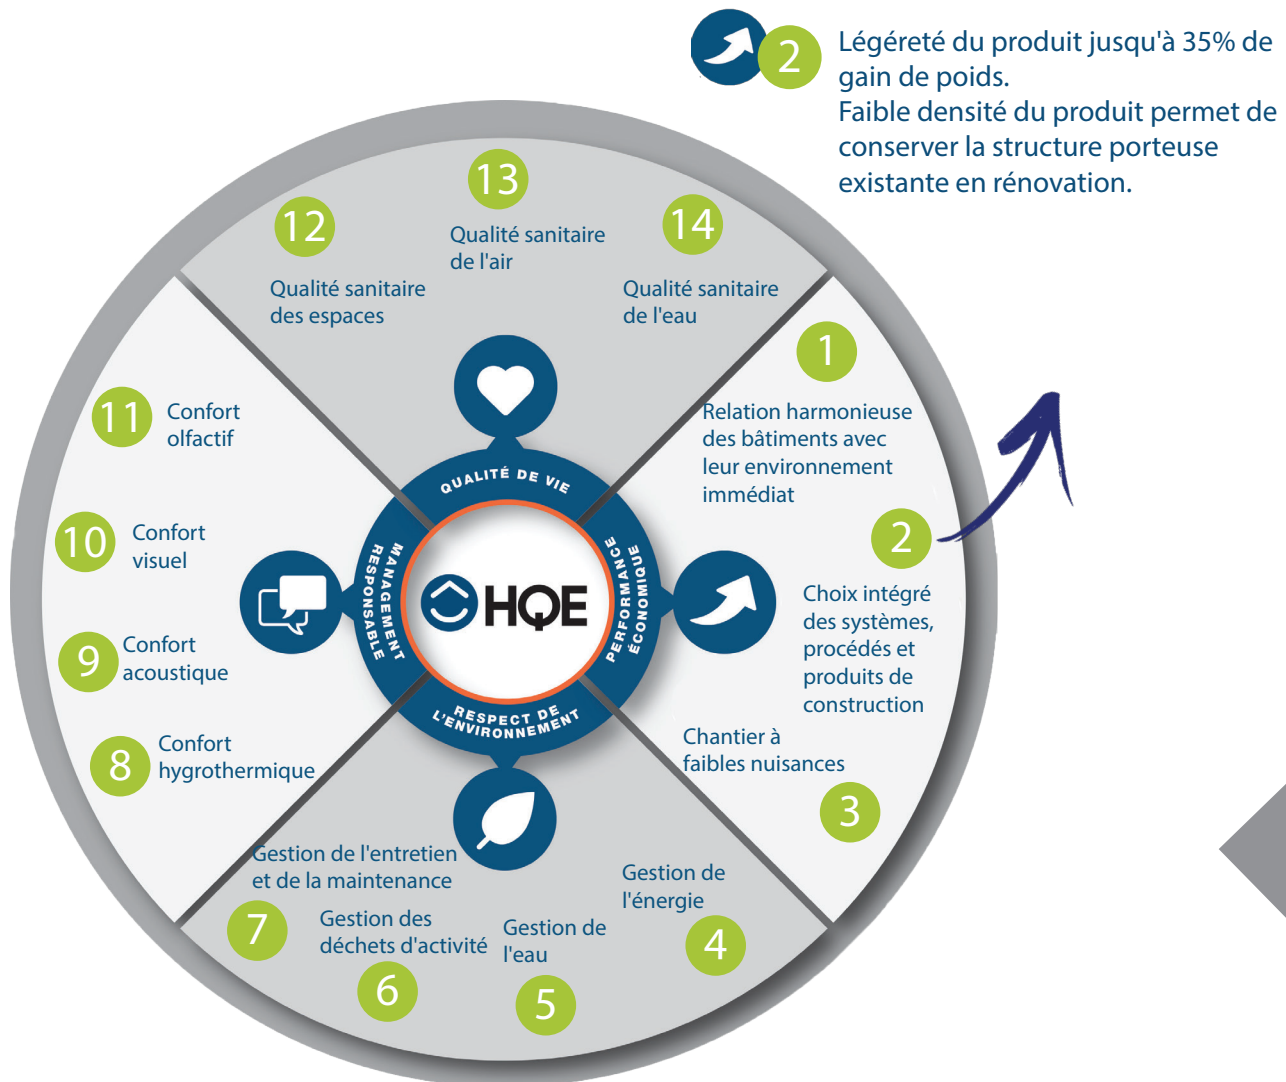 2
Légéreté du produit jusqu'à 35% de
gain de poids.
Faible densité du produit permet de
conserver la structure porteuse
existante en rénovation.
12
Qualité sanitaire
des espaces
13
Qualité sanitaire
de l'air
14
Qualité sanitaire
de l'eau
1
Relation harmonieuse
des bâtiments avec
leur environnement
immédiat
2
Choix intégré
des systèmes,
procédés et
produits de
construction
Chantier à
faibles nuisances
3
Gestion de
l'énergie
4
Gestion de
l'eau
5
Gestion des
déchets d'activité
6
Gestion de l'entretien
et de la maintenance
7
Confort
hygrothermique
8
Confort
acoustique
9
Confort
visuel
10
Confort
olfactif
11
QUALITÉ DE VIE
PERFORMANCE
ÉCONOMIQUE
RESPECT DE
L'ENVIRONNEMENT
MANAGEMENT
RESPONSABLE
HQE